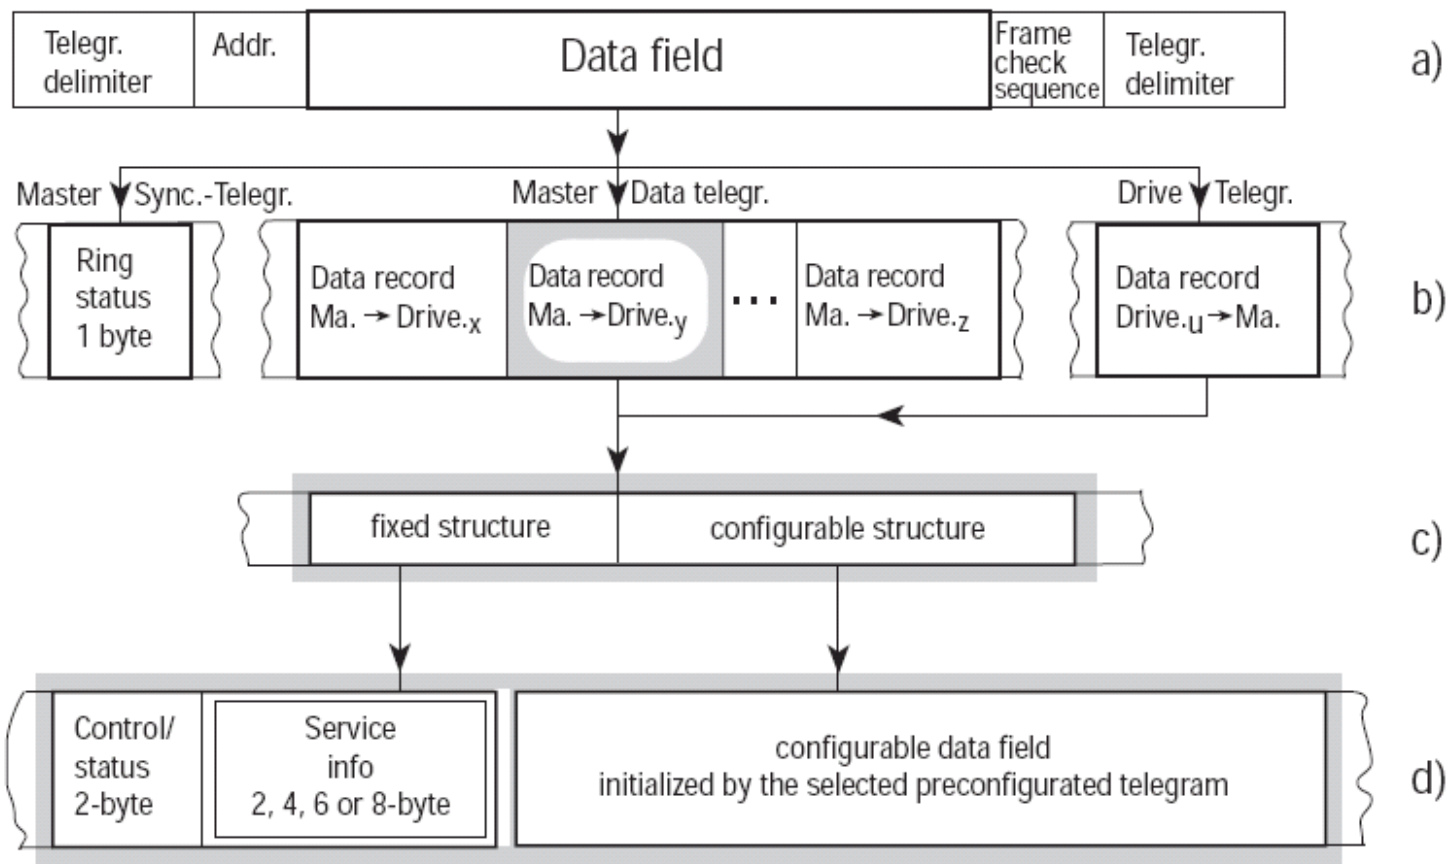 Telegr.
delimiter
Addr.
Data field
Frame
check
sequence
Telegr.
delimiter
a)
Master Sync.-Telegr.
Master Data telegr.
Drive Telegr.
Ring
status
1 byte
Data record
Ma. → Drive.x
Data record
Ma. →Drive.y
...
Data record
Ma. → Drive.z
Data record
Drive.u→Ma.
b)
fixed structure
configurable structure
c)
Control/
status
2-byte
Service
info
2, 4, 6 or 8-byte
configurable data field
initialized by the selected preconfigurated telegram
d)